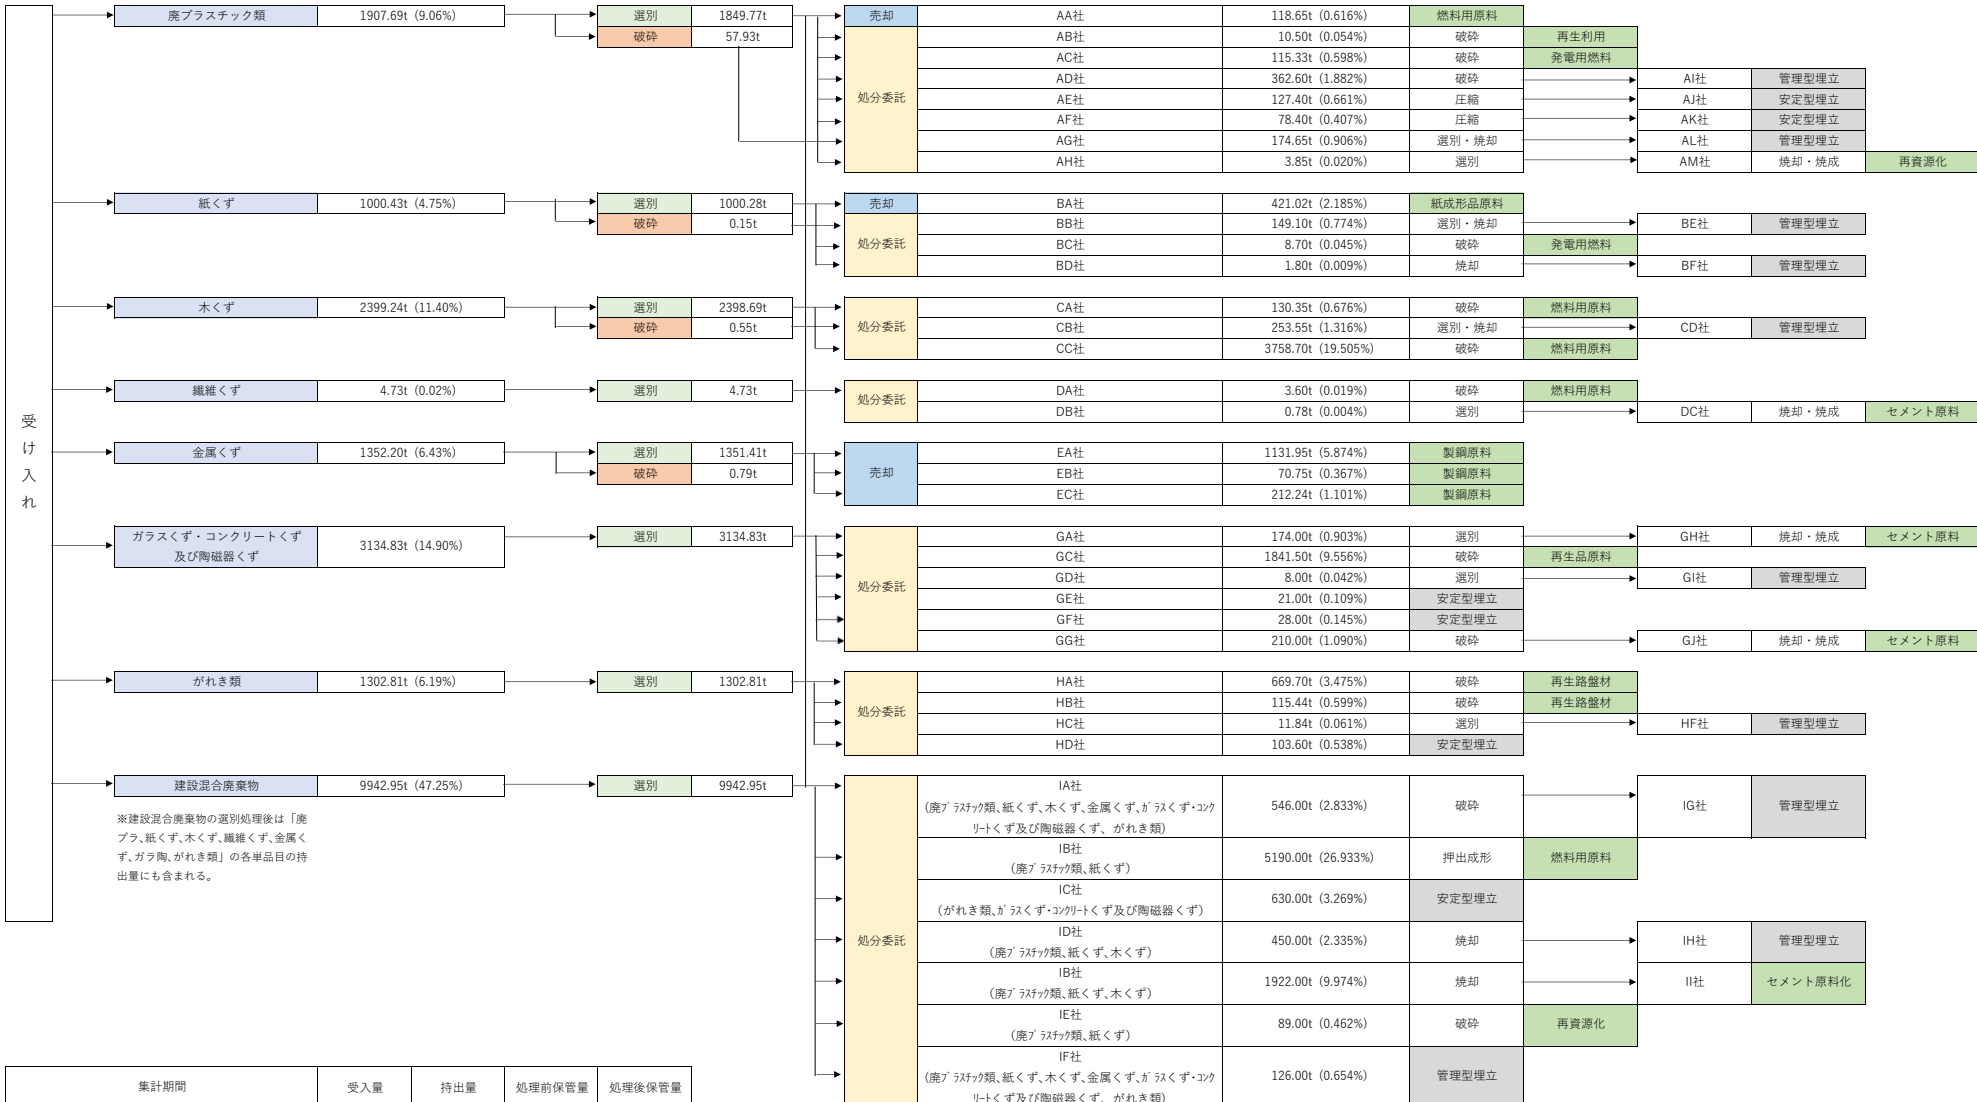 受け入れ
廃プラスチック類 1907.69t (9.06%) 選別 1849.77t 売却 AA社 118.65t (0.616%) 燃料用原料
破砕 57.93t 処分委託 AB社 10.50t (0.054%) 破砕 再生利用
AC社 115.33t (0.598%) 破砕 発電用燃料
AD社 362.60t (1.882%) 破砕 AI社 管理型埋立
AE社 127.40t (0.661%) 圧縮 AJ社 安定型埋立
AF社 78.40t (0.407%) 圧縮 AK社 安定型埋立
AG社 174.65t (0.906%) 選別・焼却 AL社 管理型埋立
AH社 3.85t (0.020%) 選別 AM社 焼却・焼成 再資源化
紙くず 1000.43t (4.75%) 選別 1000.28t 売却 BA社 421.02t (2.185%) 紙成形品原料
破砕 0.15t 処分委託 BB社 149.10t (0.774%) 選別・焼却 BE社 管理型埋立
BC社 8.70t (0.045%) 破砕 発電用燃料
BD社 1.80t (0.009%) 焼却 BF社 管理型埋立
木くず 2399.24t (11.40%) 選別 2398.69t 処分委託 CA社 130.35t (0.676%) 破砕 燃料用原料
破砕 0.55t CB社 253.55t (1.316%) 選別・焼却 CD社 管理型埋立
CC社 3758.70t (19.505%) 破砕 燃料用原料
繊維くず 4.73t (0.02%) 選別 4.73t 処分委託 DA社 3.60t (0.019%) 破砕 燃料用原料
DB社 0.78t (0.004%) 選別 DC社 焼却・焼成 セメント原料
金属くず 1352.20t (6.43%) 選別 1351.41t 売却 EA社 1131.95t (5.874%) 製鋼原料
破砕 0.79t EB社 70.75t (0.367%) 製鋼原料
EC社 212.24t (1.101%) 製鋼原料
ガラスくず・コンクリートくず
及び陶磁器くず 3134.83t (14.90%) 選別 3134.83t 処分委託 GA社 174.00t (0.903%) 選別 GH社 焼却・焼成 セメント原料
GC社 1841.50t (9.556%) 破砕 再生品原料
GD社 8.00t (0.042%) 選別 GI社 管理型埋立
GE社 21.00t (0.109%) 安定型埋立
GF社 28.00t (0.145%) 安定型埋立
GG社 210.00t (1.090%) 破砕 GJ社 焼却・焼成 セメント原料
がれき類 1302.81t (6.19%) 選別 1302.81t 処分委託 HA社 669.70t (3.475%) 破砕 再生路盤材
HB社 115.44t (0.599%) 破砕 再生路盤材
HC社 11.84t (0.061%) 選別 HF社 管理型埋立
HD社 103.60t (0.538%) 安定型埋立
建設混合廃棄物 9942.95t (47.25%) 選別 9942.95t 処分委託
※建設混合廃棄物の選別処理後は「廃
プラ、紙くず、木くず、繊維くず、金属く
ず、ガラ陶、がれき類」の各単品目の持
出量にも含まれる。
IA社
(廃ﾌﾟﾗｽﾁｯｸ類、紙くず、木くず、金属くず、ｶﾞﾗｽくず・ｺﾝｸ
ﾘｰﾄくず及び陶磁器くず、がれき類) 546.00t (2.833%) 破砕 IG社 管理型埋立
IB社
(廃ﾌﾟﾗｽﾁｯｸ類、紙くず) 5190.00t (26.933%) 押出成形 燃料用原料
IC社
(がれき類、ｶﾞﾗｽくず・ｺﾝｸﾘｰﾄくず及び陶磁器くず) 630.00t (3.269%) 安定型埋立
ID社
(廃ﾌﾟﾗｽﾁｯｸ類、紙くず、木くず) 450.00t (2.335%) 焼却 IH社 管理型埋立
IB社
(廃ﾌﾟﾗｽﾁｯｸ類、紙くず、木くず) 1922.00t (9.974%) 焼却 II社 セメント原料化
IE社
(廃ﾌﾟﾗｽﾁｯｸ類、紙くず) 89.00t (0.462%) 破砕 再資源化
IF社
(廃ﾌﾟﾗｽﾁｯｸ類、紙くず、木くず、金属くず、ｶﾞﾗｽくず・ｺﾝｸ
ﾘｰﾄくず及び陶磁器くず、がれき類) 126.00t (0.654%) 管理型埋立
集計期間 受入量 持出量 処理前保管量 処理後保管量